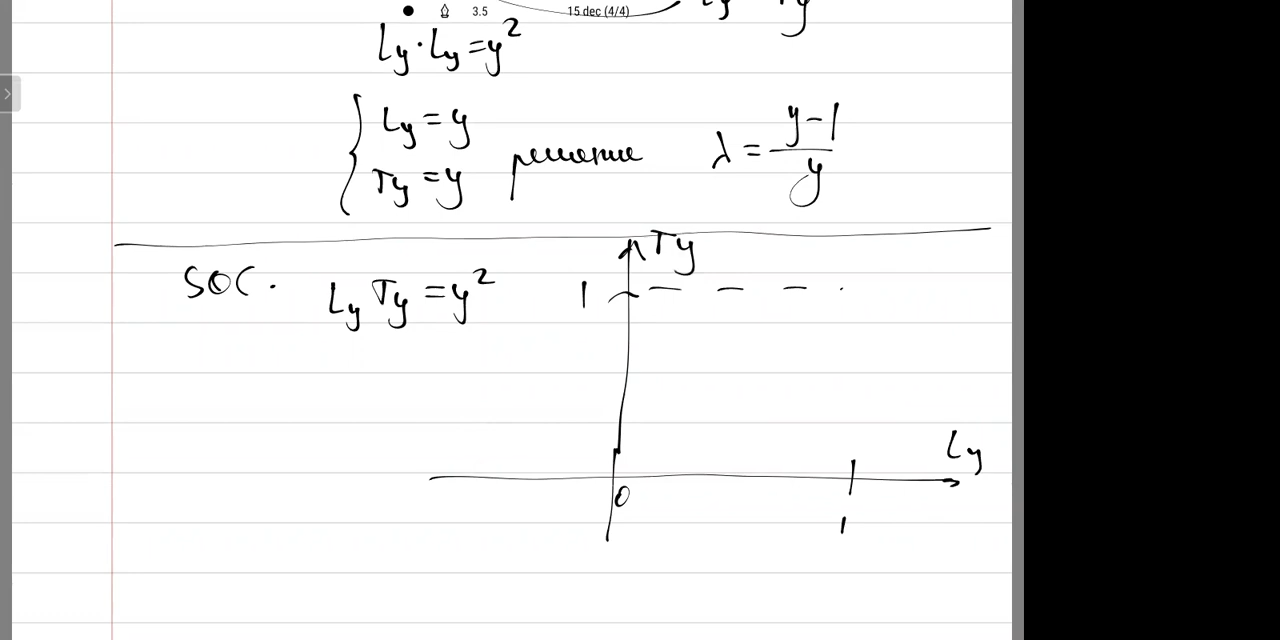 3.5 15 dec (4/4)
Ly · Ly = y²
Ly = y
Ty = y решение λ = (y-1)/y
Ty
SOC. Ly Ty = y² 1
Ly
0
1